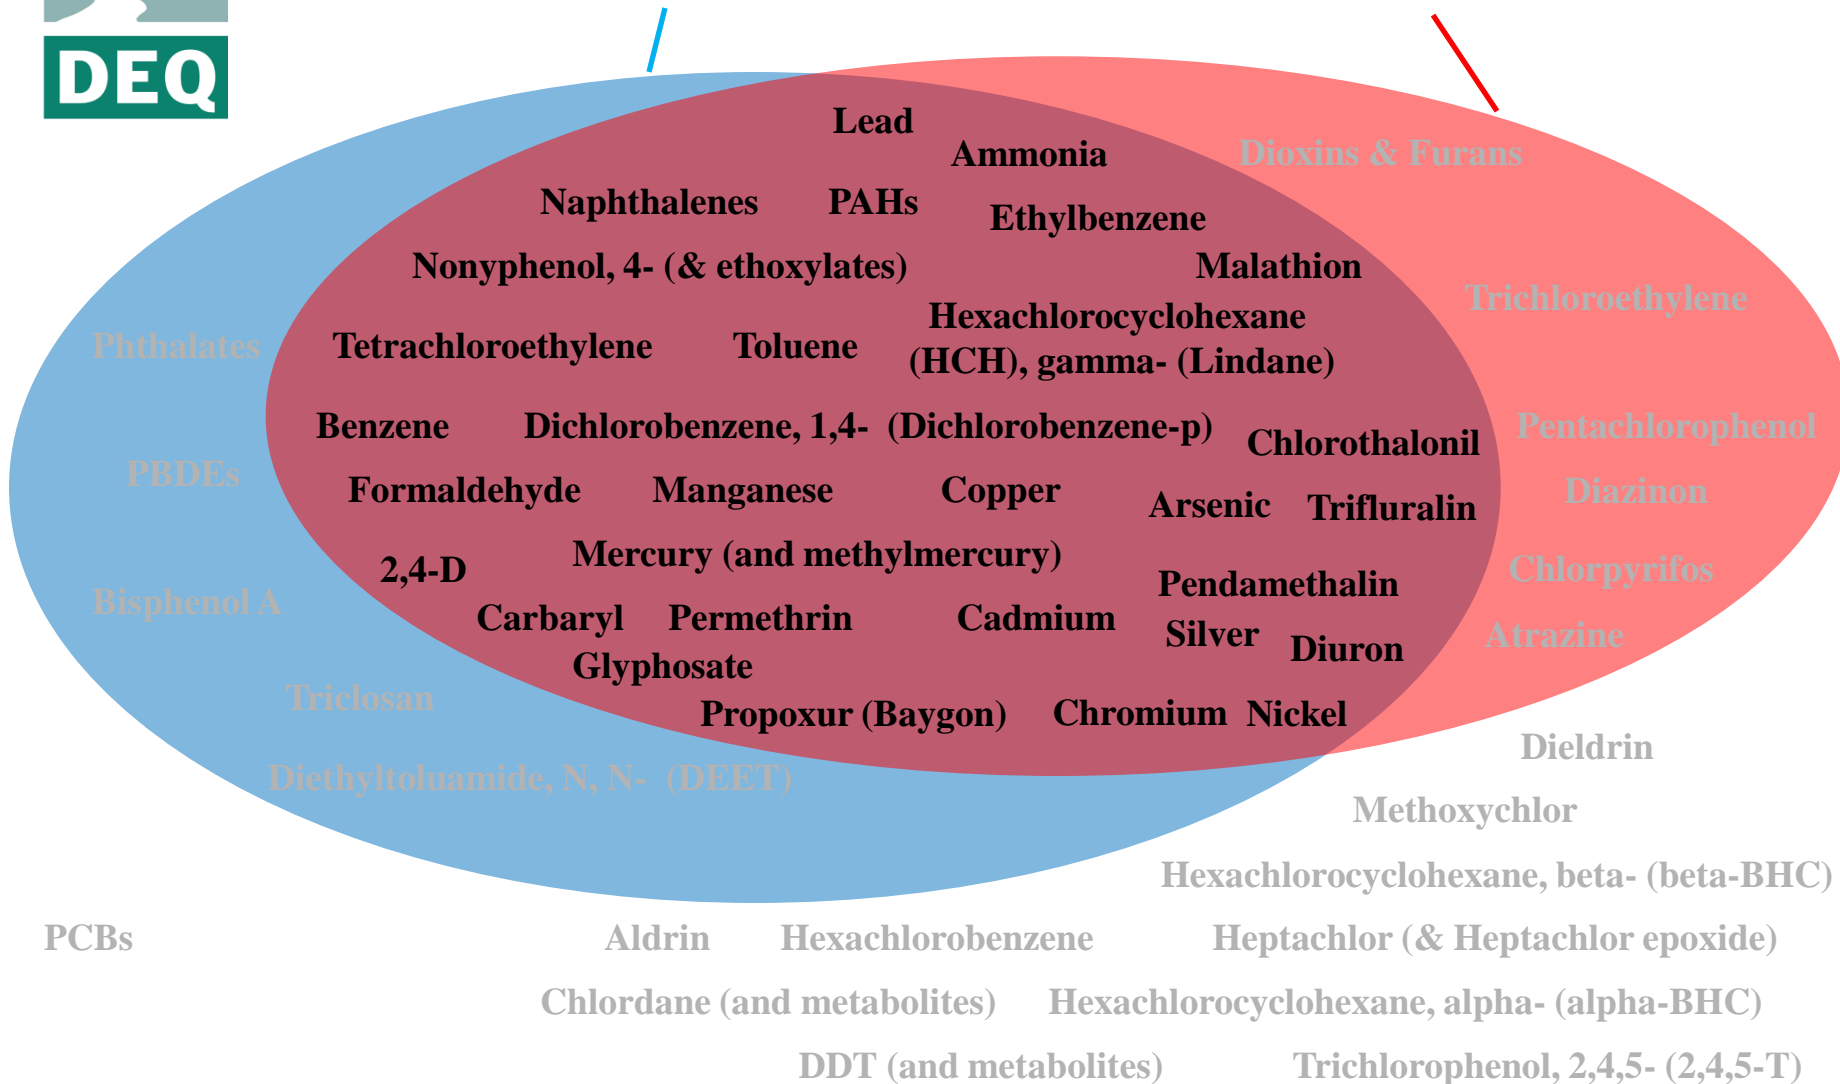 DEQ
Lead
Ammonia
Dioxins & Furans
Naphthalenes
PAHs
Ethylbenzene
Nonyphenol, 4- (& ethoxylates)
Malathion
Trichloroethylene
Hexachlorocyclohexane
(HCH), gamma- (Lindane)
Phthalates
Tetrachloroethylene
Toluene
Benzene
Dichlorobenzene, 1,4- (Dichlorobenzene-p)
Chlorothalonil
Pentachlorophenol
PBDEs
Formaldehyde
Manganese
Copper
Arsenic
Trifluralin
Diazinon
2,4-D
Mercury (and methylmercury)
Pendamethalin
Chlorpyrifos
Bisphenol A
Carbaryl
Permethrin
Cadmium
Silver
Diuron
Atrazine
Glyphosate
Triclosan
Propoxur (Baygon)
Chromium
Nickel
Dieldrin
Diethyltoluamide, N, N- (DEET)
Methoxychlor
Hexachlorocyclohexane, beta- (beta-BHC)
PCBs
Aldrin
Hexachlorobenzene
Heptachlor (& Heptachlor epoxide)
Chlordane (and metabolites)
Hexachlorocyclohexane, alpha- (alpha-BHC)
DDT (and metabolites)
Trichlorophenol, 2,4,5- (2,4,5-T)